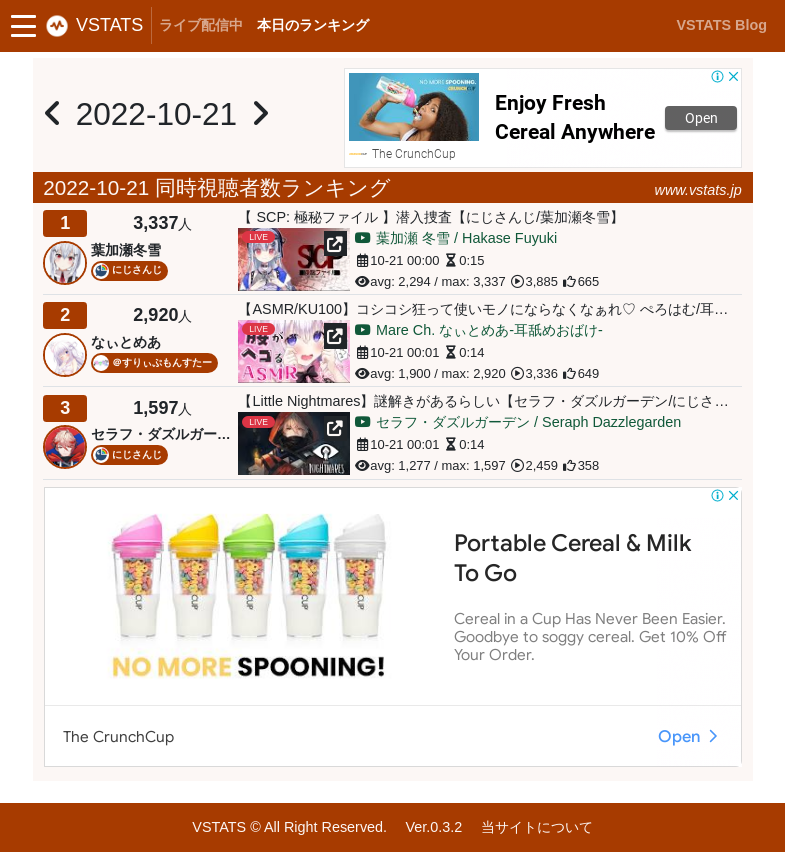 VSTATS ライブ配信中 本日のランキング VSTATS Blog
2022-10-21
NO MORE SPOONING.
CRUNCHCUP
Enjoy Fresh
Cereal Anywhere
Open
The CrunchCup
2022-10-21 同時視聴者数ランキング
www.vstats.jp
1
3,337人
葉加瀬冬雪
にじさんじ
【 SCP: 極秘ファイル 】潜入捜査【にじさんじ/葉加瀬冬雪】
LIVE
SCP
葉加瀬 冬雪 / Hakase Fuyuki
10-21 00:00 0:15
avg: 2,294 / max: 3,337 3,885 665
2
2,920人
なぃとめあ
＠すりぃぷもんすたー
【ASMR/KU100】コシコシ狂って使いモノにならなくなぁれ♡ ぺろはむ/耳…
LIVE
ASMR
Mare Ch. なぃとめあ-耳舐めおばけ-
10-21 00:01 0:14
avg: 1,900 / max: 2,920 3,336 649
3
1,597人
セラフ・ダズルガー…
にじさんじ
【Little Nightmares】謎解きがあるらしい【セラフ・ダズルガーデン/にじさ…
LIVE
NIGHTMARES
セラフ・ダズルガーデン / Seraph Dazzlegarden
10-21 00:01 0:14
avg: 1,277 / max: 1,597 2,459 358
NO MORE SPOONING!
Portable Cereal & Milk
To Go
Cereal in a Cup Has Never Been Easier.
Goodbye to soggy cereal. Get 10% Off
Your Order.
The CrunchCup
Open
VSTATS © All Right Reserved. Ver.0.3.2 当サイトについて